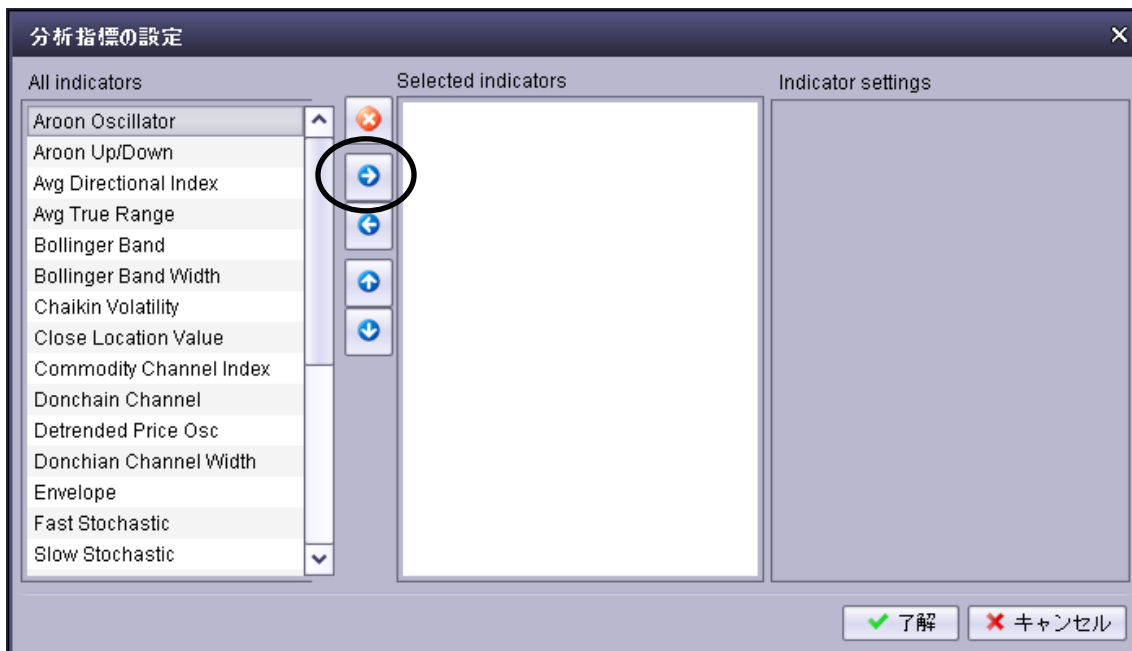 分析指標の設定
All indicators
Selected indicators
Indicator settings
Aroon Oscillator
Aroon Up/Down
Avg Directional Index
Avg True Range
Bollinger Band
Bollinger Band Width
Chaikin Volatility
Close Location Value
Commodity Channel Index
Donchain Channel
Detrended Price Osc
Donchian Channel Width
Envelope
Fast Stochastic
Slow Stochastic
了解
キャンセル